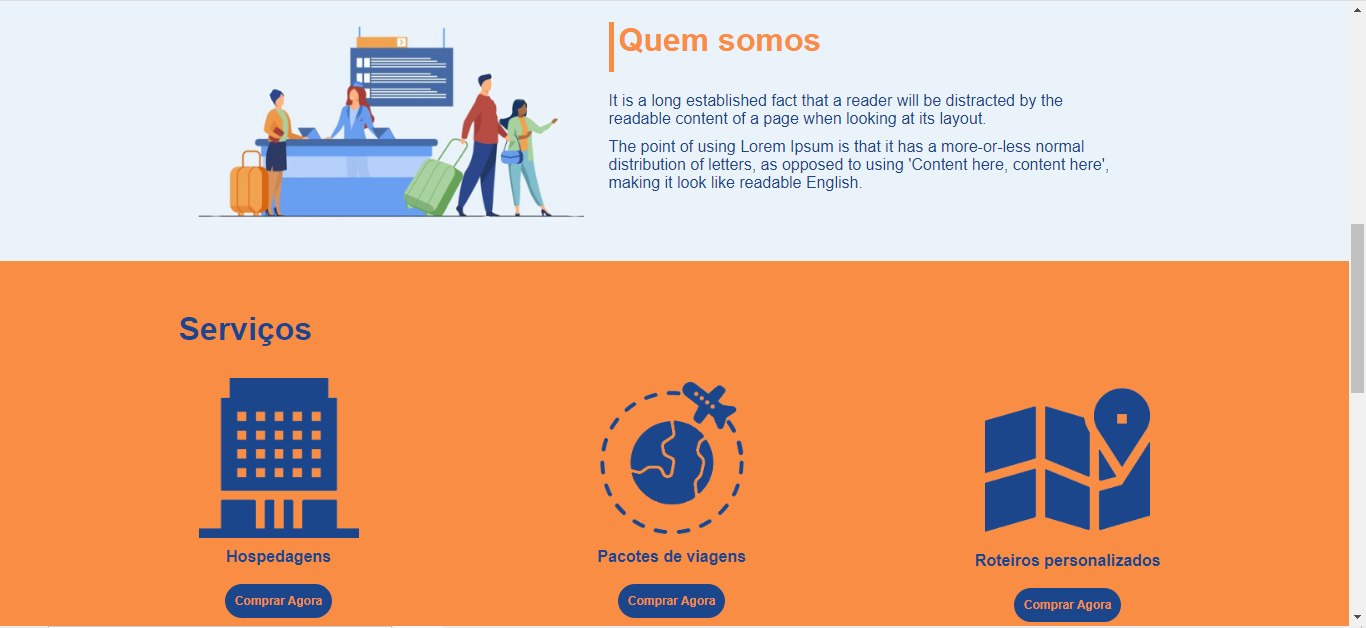 Quem somos
It is a long established fact that a reader will be distracted by the
readable content of a page when looking at its layout.
The point of using Lorem Ipsum is that it has a more-or-less normal
distribution of letters, as opposed to using 'Content here, content here',
making it look like readable English.
Serviços
Hospedagens
Pacotes de viagens
Roteiros personalizados
Comprar Agora
Comprar Agora
Comprar Agora